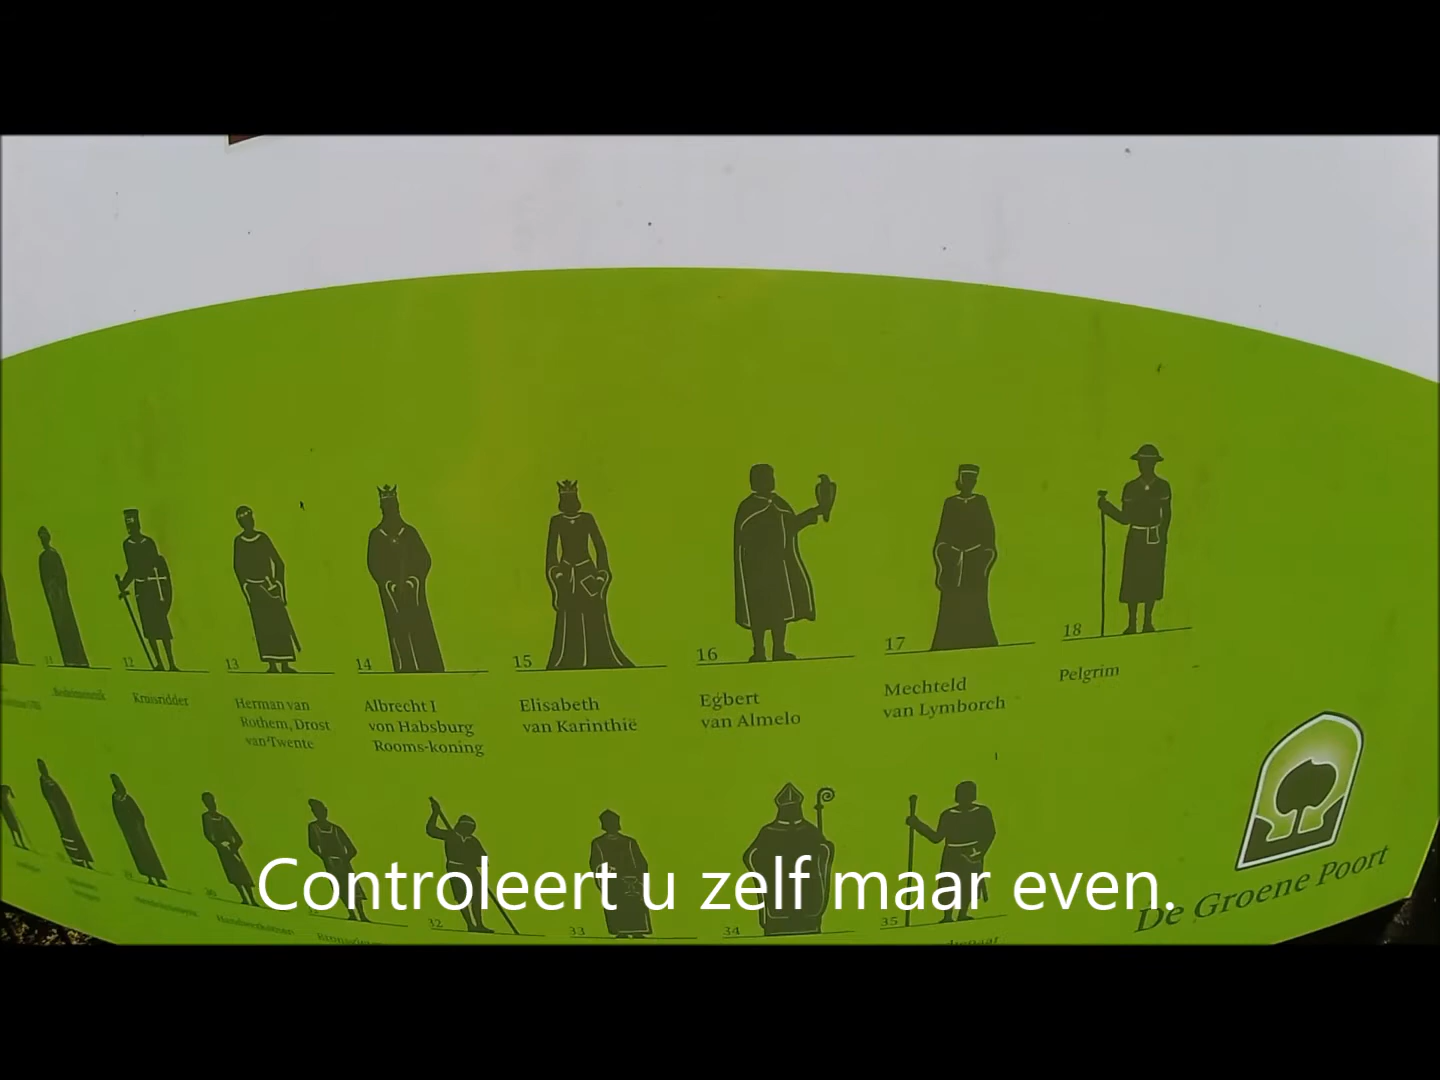 12
13
14
15
16
17
18
Kruisridder
Herman van
Rothem, Drost
van Twente
Albrecht I
von Habsburg
Rooms-koning
Elisabeth
van Karinthië
Egbert
van Almelo
Mechteld
van Lymborch
Pelgrim
32
33
34
35
De Groene Poort
Controleert u zelf maar even.